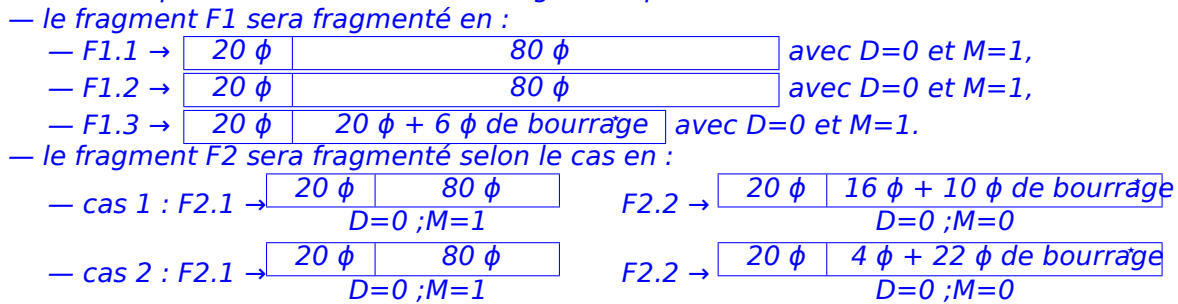 — le fragment F1 sera fragmenté en :
— F1.1 → 20 ϕ 80 ϕ avec D=0 et M=1,
— F1.2 → 20 ϕ 80 ϕ avec D=0 et M=1,
— F1.3 → 20 ϕ 20 ϕ + 6 ϕ de bourrage* avec D=0 et M=1.
— le fragment F2 sera fragmenté selon le cas en :
— cas 1 : F2.1 → 20 ϕ 80 ϕ F2.2 → 20 ϕ 16 ϕ + 10 ϕ de bourrage*
D=0 ;M=1 D=0 ;M=0
— cas 2 : F2.1 → 20 ϕ 80 ϕ F2.2 → 20 ϕ 4 ϕ + 22 ϕ de bourrage*
D=0 ;M=1 D=0 ;M=0